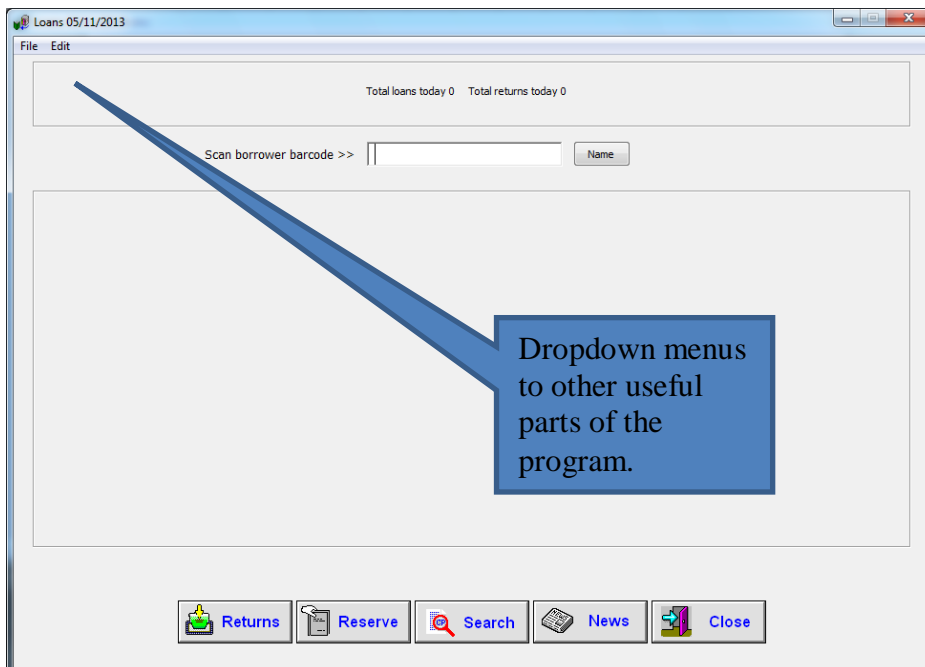 Loans 05/11/2013
File Edit
Total loans today 0 Total returns today 0
Scan borrower barcode >> Name
Dropdown menus
to other useful
parts of the
program.
Returns Reserve Search News Close